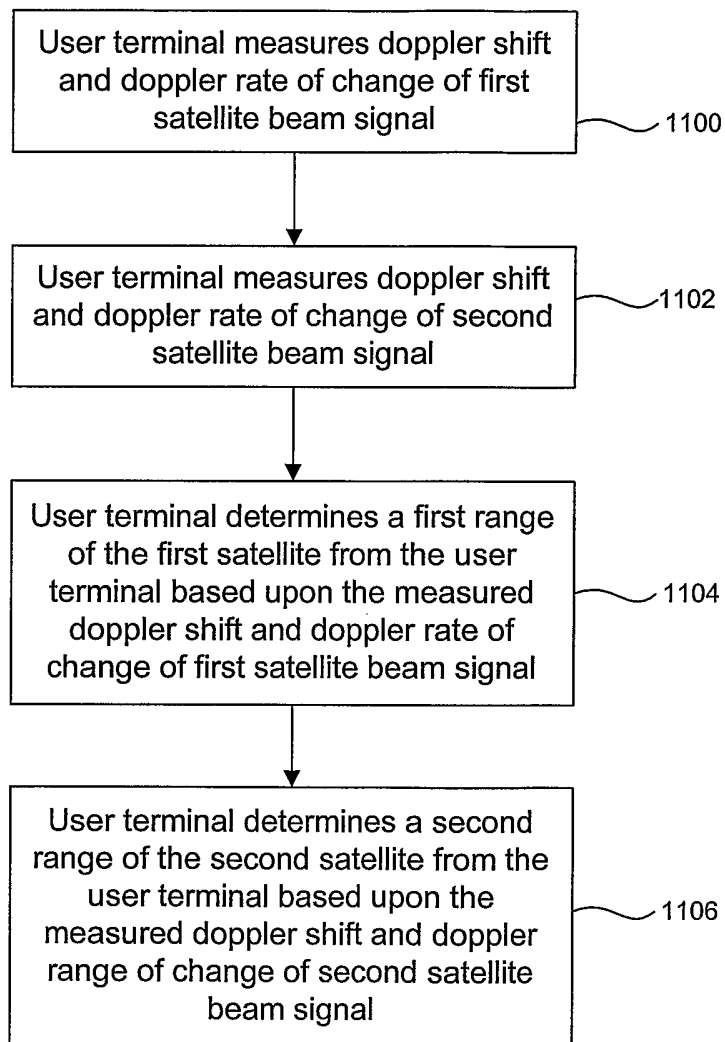 User terminal measures doppler shift
and doppler rate of change of first
satellite beam signal
1100
User terminal measures doppler shift
and doppler rate of change of second
satellite beam signal
1102
User terminal determines a first range
of the first satellite from the user
terminal based upon the measured
doppler shift and doppler rate of
change of first satellite beam signal
1104
User terminal determines a second
range of the second satellite from the
user terminal based upon the
measured doppler shift and doppler
range of change of second satellite
beam signal
1106